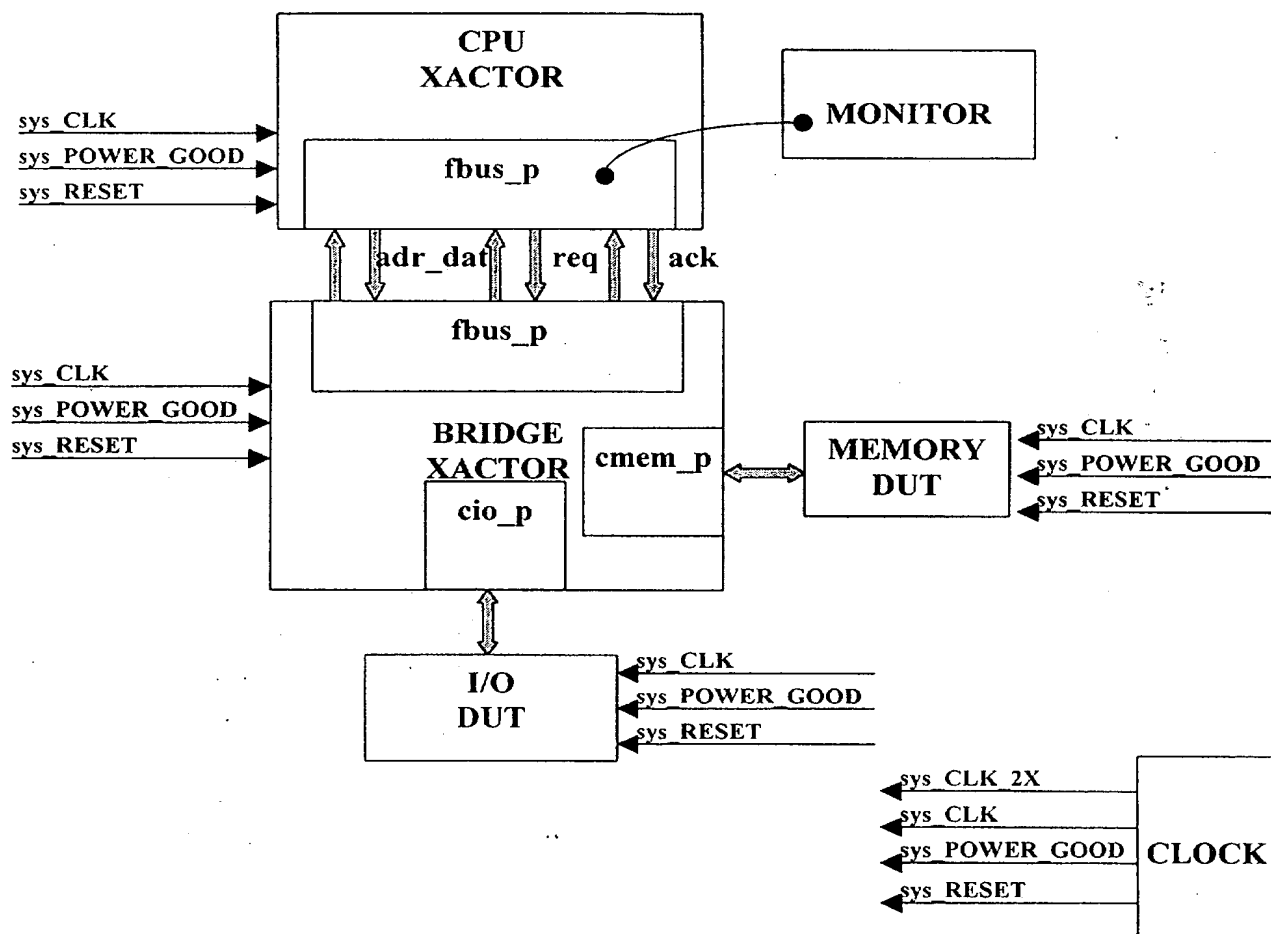 CPU
XACTOR
MONITOR
sys_CLK
sys_POWER_GOOD
sys_RESET
fbus_p
adr_dat req ack
fbus_p
sys_CLK
sys_POWER_GOOD
sys_RESET
BRIDGE
XACTOR
cmem_p
cio_p
MEMORY
DUT
sys_CLK
sys_POWER_GOOD
sys_RESET
I/O
DUT
sys_CLK
sys_POWER_GOOD
sys_RESET
sys_CLK_2X
sys_CLK
sys_POWER_GOOD
sys_RESET
CLOCK